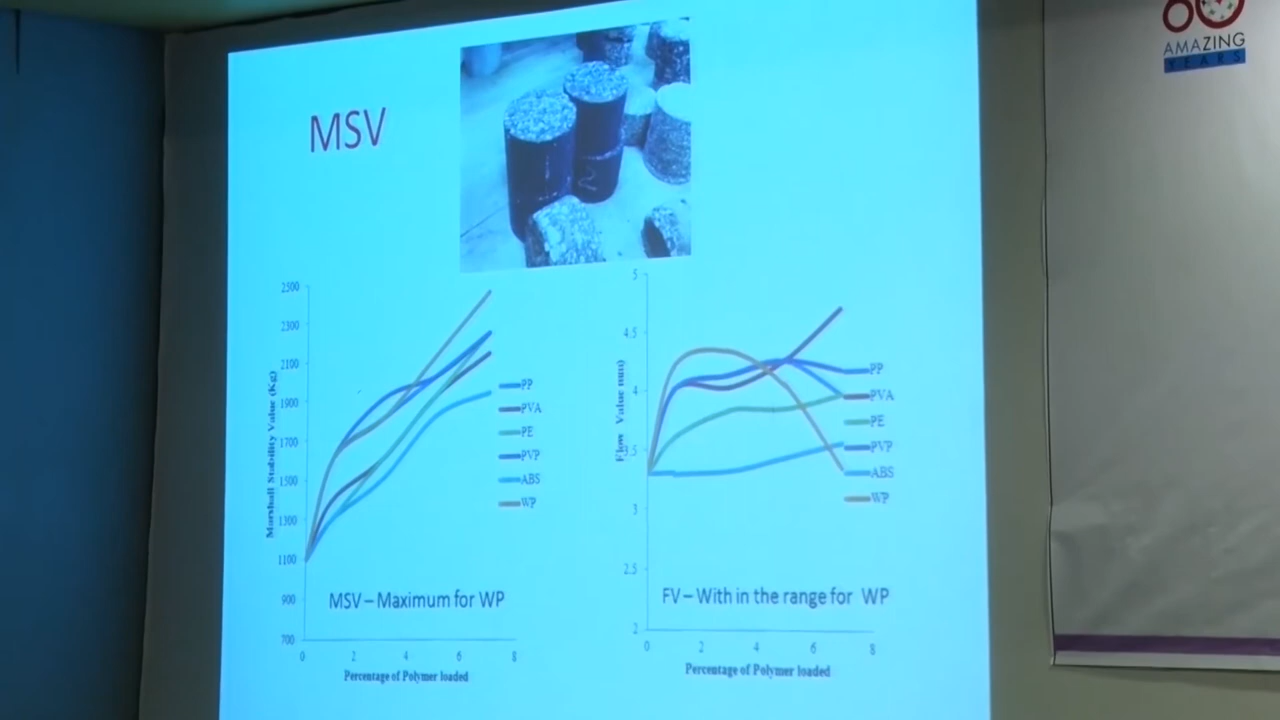 60
AMAZING
YEARS
MSV
2500
2300
2100
1900
1700
1500
1300
1100
900
700
Marshall Stability Value (Kg)
0 2 4 6 8
Percentage of Polymer loaded
PP
PVA
PE
PVP
ABS
WP
MSV – Maximum for WP
5
4.5
4
3.5
3
2.5
2
Flow Value mm)
0 2 4 6 8
Percentage of Polymer loaded
PP
PVA
PE
PVP
ABS
WP
FV – With in the range for WP